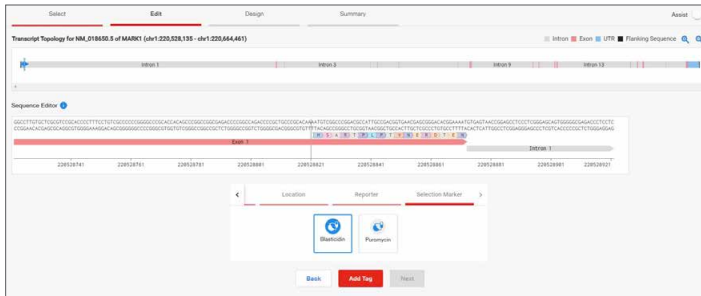 Select Edit Design Summary Assist
Transcript Topology for NM_018650.5 of MARK1 (chr1:220,528,135 - chr1:220,664,461) Intron Exon UTR Flanking Sequence
Intron 1 Intron 3 Intron 9 Intron 13
Sequence Editor
Exon 1
Intron 1
220528741 220528761 220528781 220528801 220528821 220528841 220528861 220528881 220528901 220528921
Location Reporter Selection Marker
Blasticidin Puromycin
Back Add Tag Next